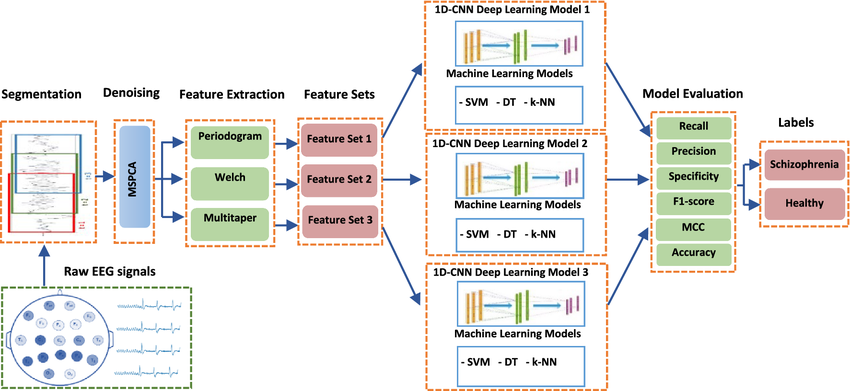 Segmentation
Denoising
MSPCA
Feature Extraction
Periodogram
Welch
Multitaper
Feature Sets
Feature Set 1
Feature Set 2
Feature Set 3
1D-CNN Deep Learning Model 1
Machine Learning Models
- SVM - DT - k-NN
1D-CNN Deep Learning Model 2
Machine Learning Models
- SVM - DT - k-NN
1D-CNN Deep Learning Model 3
Machine Learning Models
- SVM - DT - k-NN
Model Evaluation
Recall
Precision
Specificity
F1-score
MCC
Accuracy
Labels
Schizophrenia
Healthy
Raw EEG signals